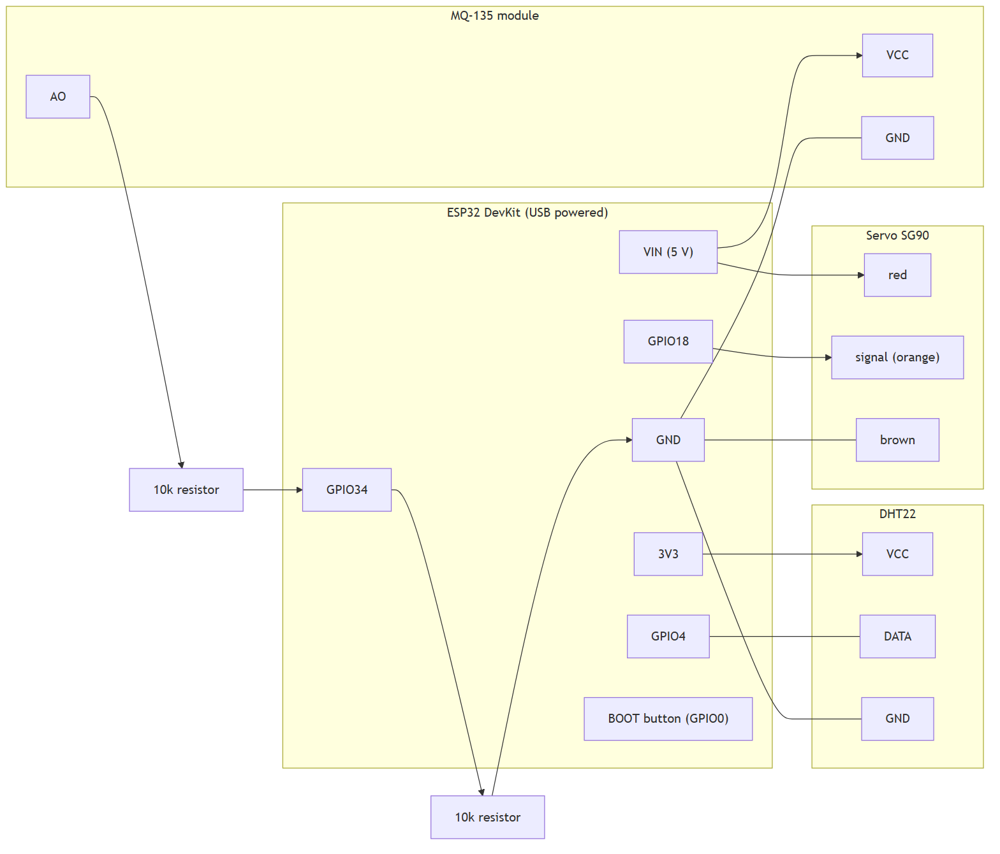 MQ-135 module
AO
VCC
GND
ESP32 DevKit (USB powered)
VIN (5 V)
GPIO18
GND
GPIO34
3V3
GPIO4
BOOT button (GPIO0)
10k resistor
10k resistor
Servo SG90
red
signal (orange)
brown
DHT22
VCC
DATA
GND